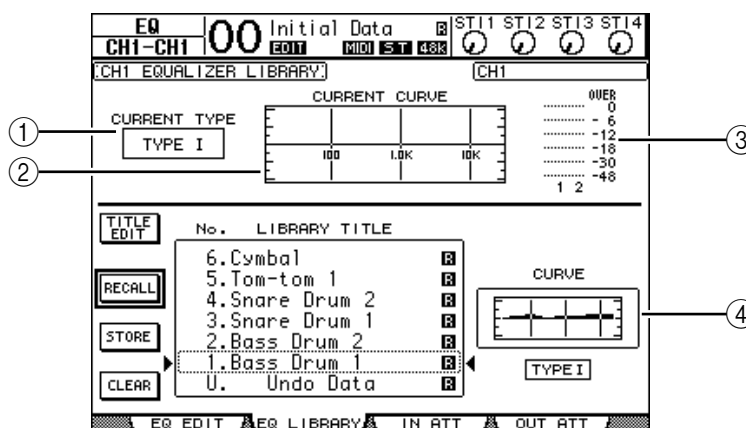 EQ
CH1-CH1
00 Initial Data R
EDIT MIDI ST 48K
STI1 STI2 STI3 STI4
CH1 EQUALIZER LIBRARY
CH1
CURRENT TYPE
TYPE I
CURRENT CURVE
100 1.0K 10K
OVER
0
-6
-12
-18
-30
-48
1 2
1
2
3
TITLE EDIT
RECALL
STORE
CLEAR
No. LIBRARY TITLE
6.Cymbal R
5.Tom-tom 1 R
4.Snare Drum 2 R
3.Snare Drum 1 R
2.Bass Drum 2 R
1.Bass Drum 1 R
U. Undo Data R
CURVE
TYPE I
4
EQ EDIT EQ LIBRARY IN ATT OUT ATT